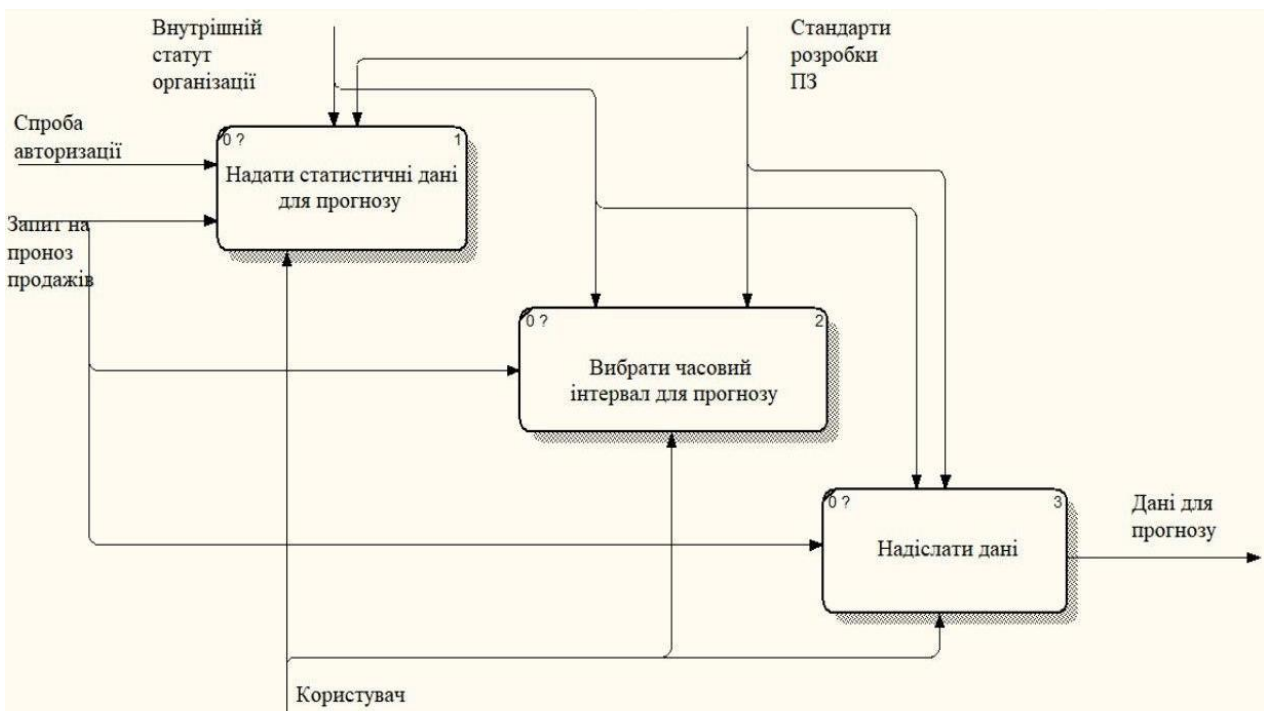 Внутрішній
статут
організації
Стандарти
розробки
ПЗ
Спроба
авторизації
0 ?
1
Надати статистичні дані
для прогнозу
Запит на
проноз
продажів
0 ?
2
Вибрати часовий
інтервал для прогнозу
0 ?
3
Надіслати дані
Дані для
прогнозу
Користувач